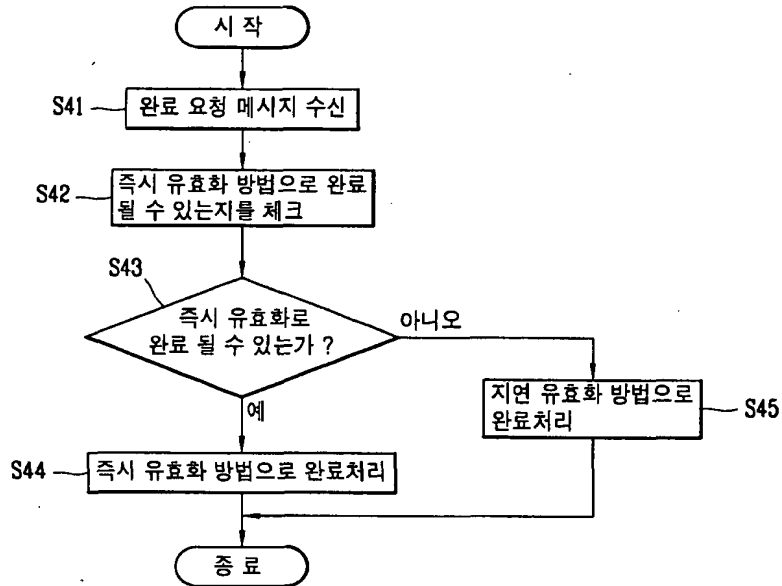 시 작
S41
완료 요청 메시지 수신
S42
즉시 유효화 방법으로 완료
될 수 있는지를 체크
S43
즉시 유효화로
완료 될 수 있는가 ?
아니오
예
지연 유효화 방법으로
완료처리
S45
S44
즉시 유효화 방법으로 완료처리
종 료